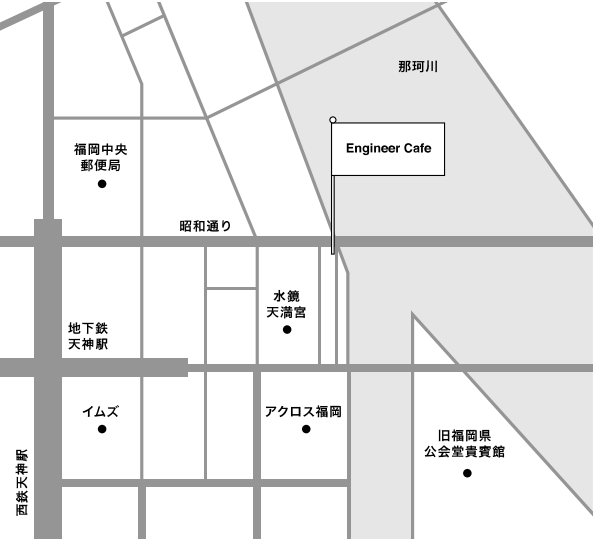 那珂川
Engineer Cafe
福岡中央
郵便局
昭和通り
水鏡
天満宮
地下鉄
天神駅
イムズ
アクロス福岡
旧福岡県
公会堂貴賓館
西鉄天神駅